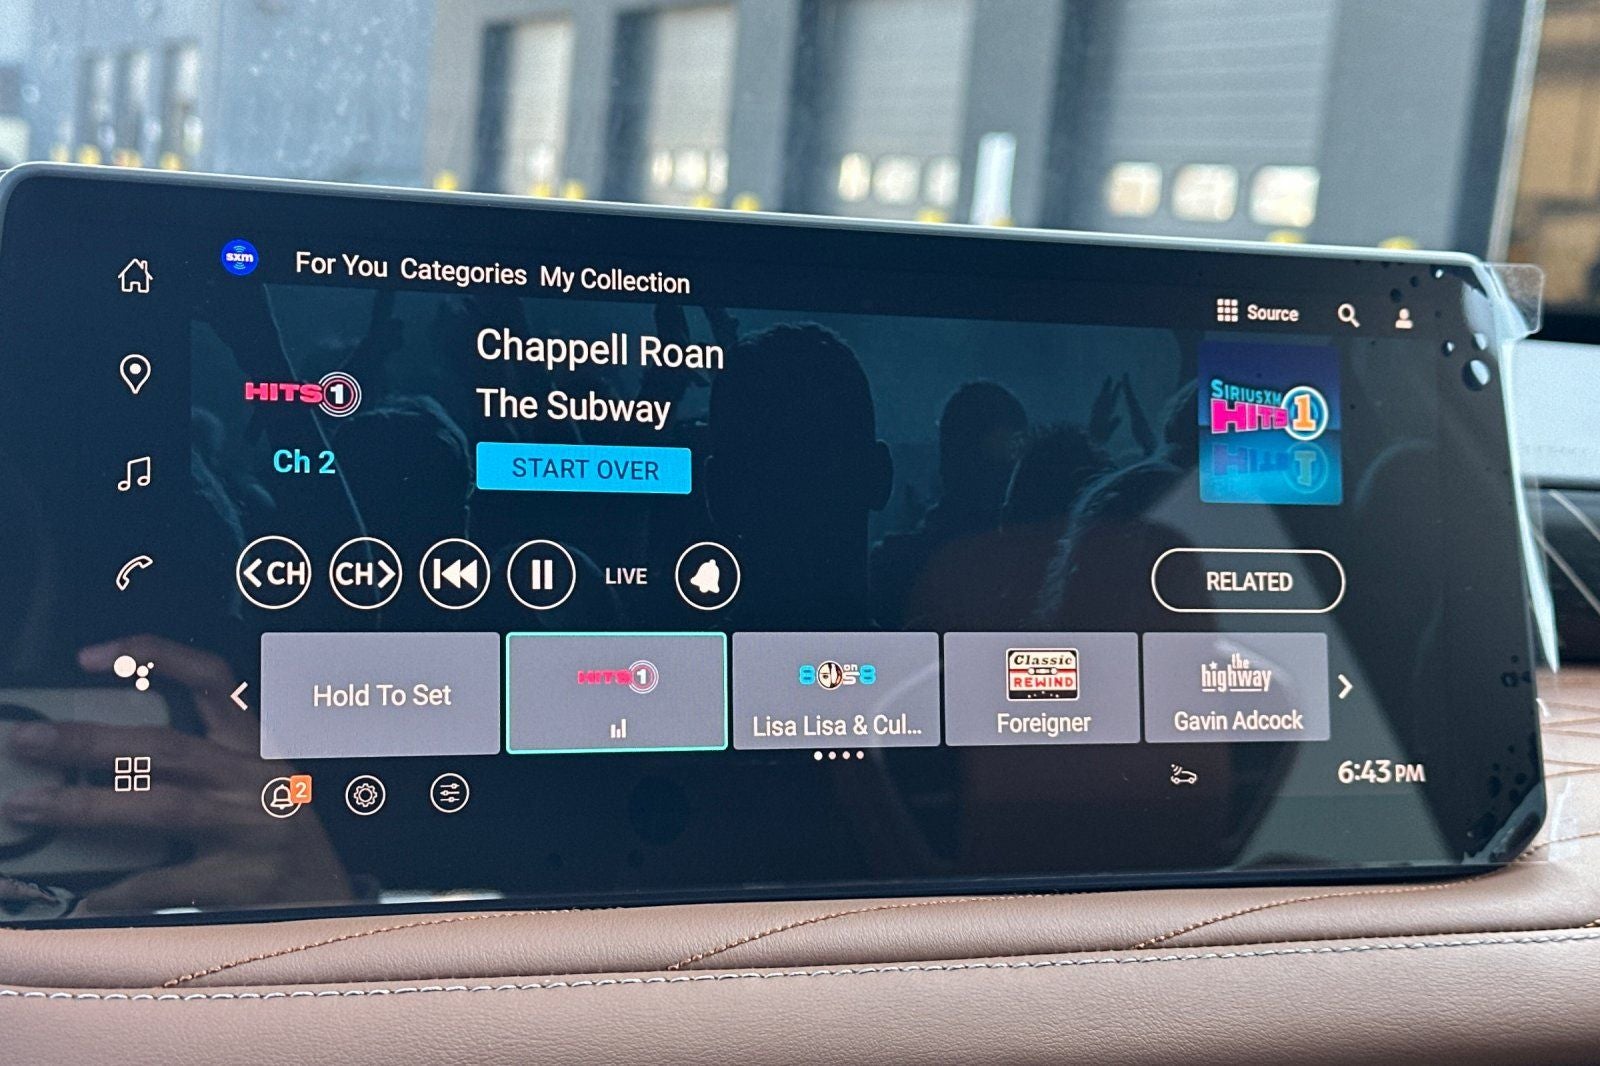 sxm
For You Categories My Collection
Source
Chappell Roan
The Subway
START OVER
HITS 1
Ch 2
SIRIUSXM
HITS 1
<CH
CH>
LIVE
RELATED
Hold To Set
HITS 1
80s on 8
Lisa Lisa & Cul...
Classic
REWIND
Foreigner
the
highway
Gavin Adcock
2
6:43 PM